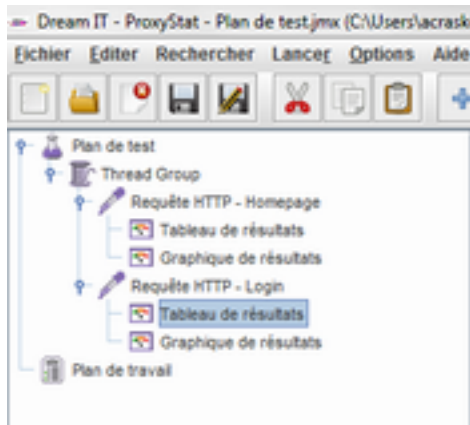 Dream IT - ProxyStat - Plan de test.jmx (C:\Users\acrask
Fichier Editer Rechercher Lancer Options Aide
Plan de test
Thread Group
Requête HTTP - Homepage
Tableau de résultats
Graphique de résultats
Requête HTTP - Login
Tableau de résultats
Graphique de résultats
Plan de travail